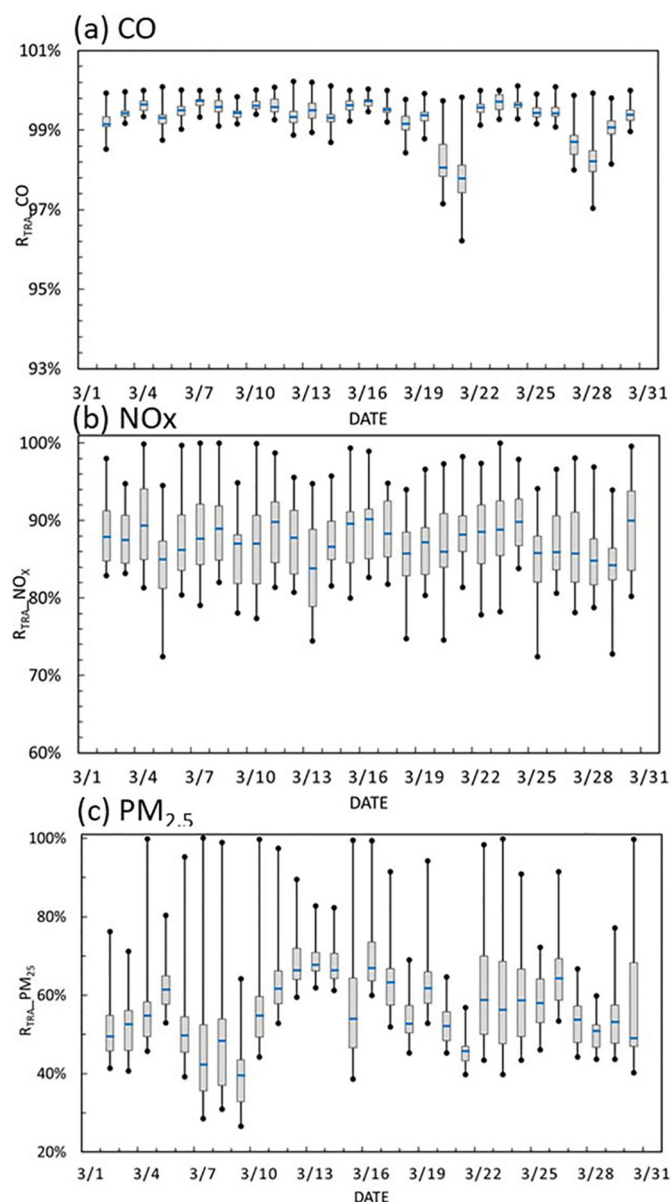 (a) CO
101%
99%
97%
95%
93%
R_TRA_CO
3/1 3/4 3/7 3/10 3/13 3/16 3/19 3/22 3/25 3/28 3/31
DATE
(b) NOx
100%
90%
80%
70%
60%
R_TRA_NOX
3/1 3/4 3/7 3/10 3/13 3/16 3/19 3/22 3/25 3/28 3/31
DATE
(c) PM2.5
100%
80%
60%
40%
20%
R_TRA_PM25
3/1 3/4 3/7 3/10 3/13 3/16 3/19 3/22 3/25 3/28 3/31
DATE